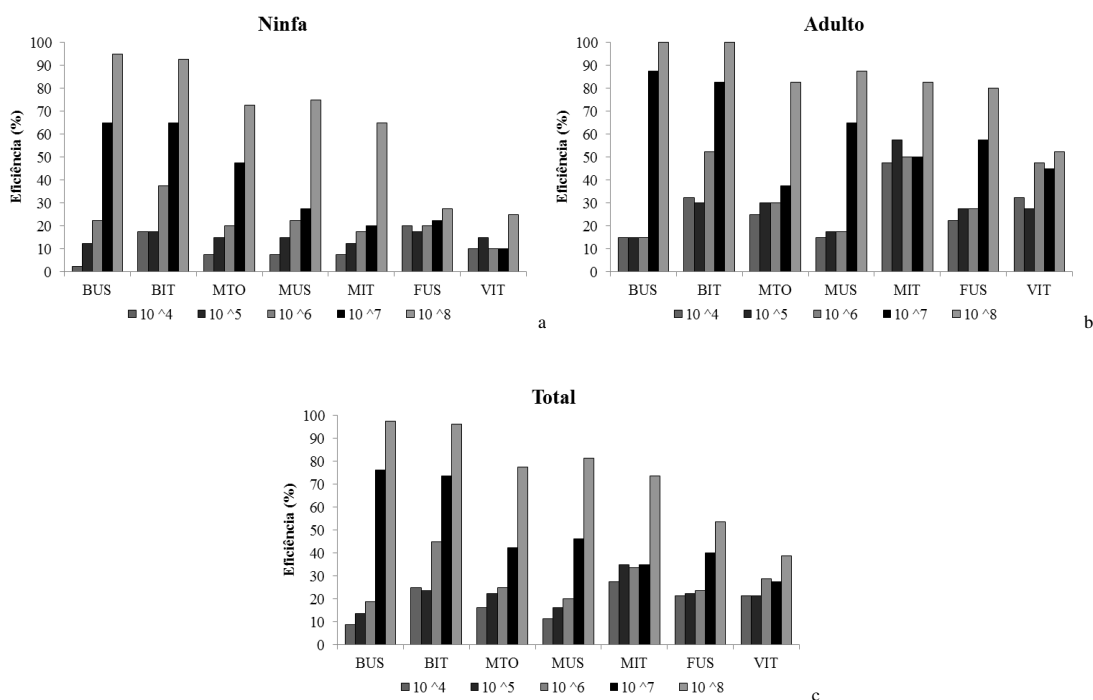 Ninfa
Eficiência (%)
100
90
80
70
60
50
40
30
20
10
0
BUS BIT MTO MUS MIT FUS VIT
10 ^4 10 ^5 10 ^6 10 ^7 10 ^8
a
Adulto
Eficiência (%)
100
90
80
70
60
50
40
30
20
10
0
BUS BIT MTO MUS MIT FUS VIT
10 ^4 10 ^5 10 ^6 10 ^7 10 ^8
b
Total
Eficiência (%)
100
90
80
70
60
50
40
30
20
10
0
BUS BIT MTO MUS MIT FUS VIT
10 ^4 10 ^5 10 ^6 10 ^7 10 ^8
c